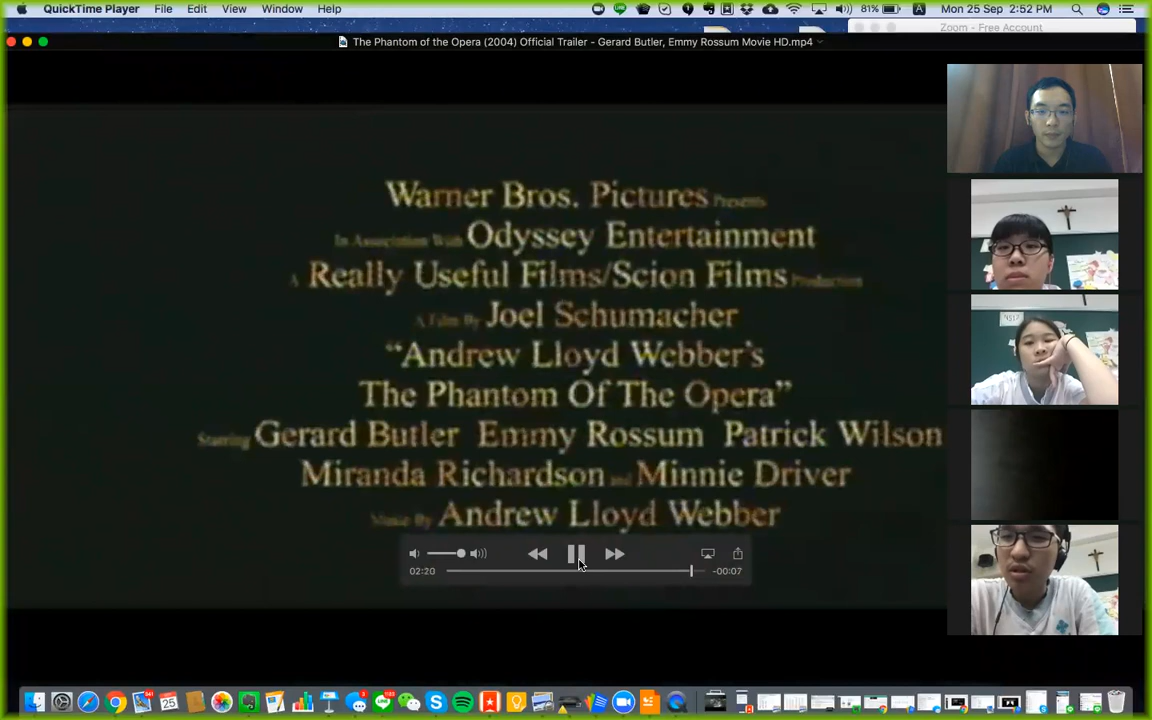 QuickTime Player File Edit View Window Help 81% A Mon 25 Sep 2:52 PM
Zoom - Free Account
The Phantom of the Opera (2004) Official Trailer - Gerard Butler, Emmy Rossum Movie HD.mp4
Warner Bros. Pictures Presents
In Association With Odyssey Entertainment
A Really Useful Films/Scion Films Production
A Film By Joel Schumacher
“Andrew Lloyd Webber’s
The Phantom Of The Opera”
Starring Gerard Butler Emmy Rossum Patrick Wilson
Miranda Richardson and Minnie Driver
Music By Andrew Lloyd Webber
02:20 -00:07
25